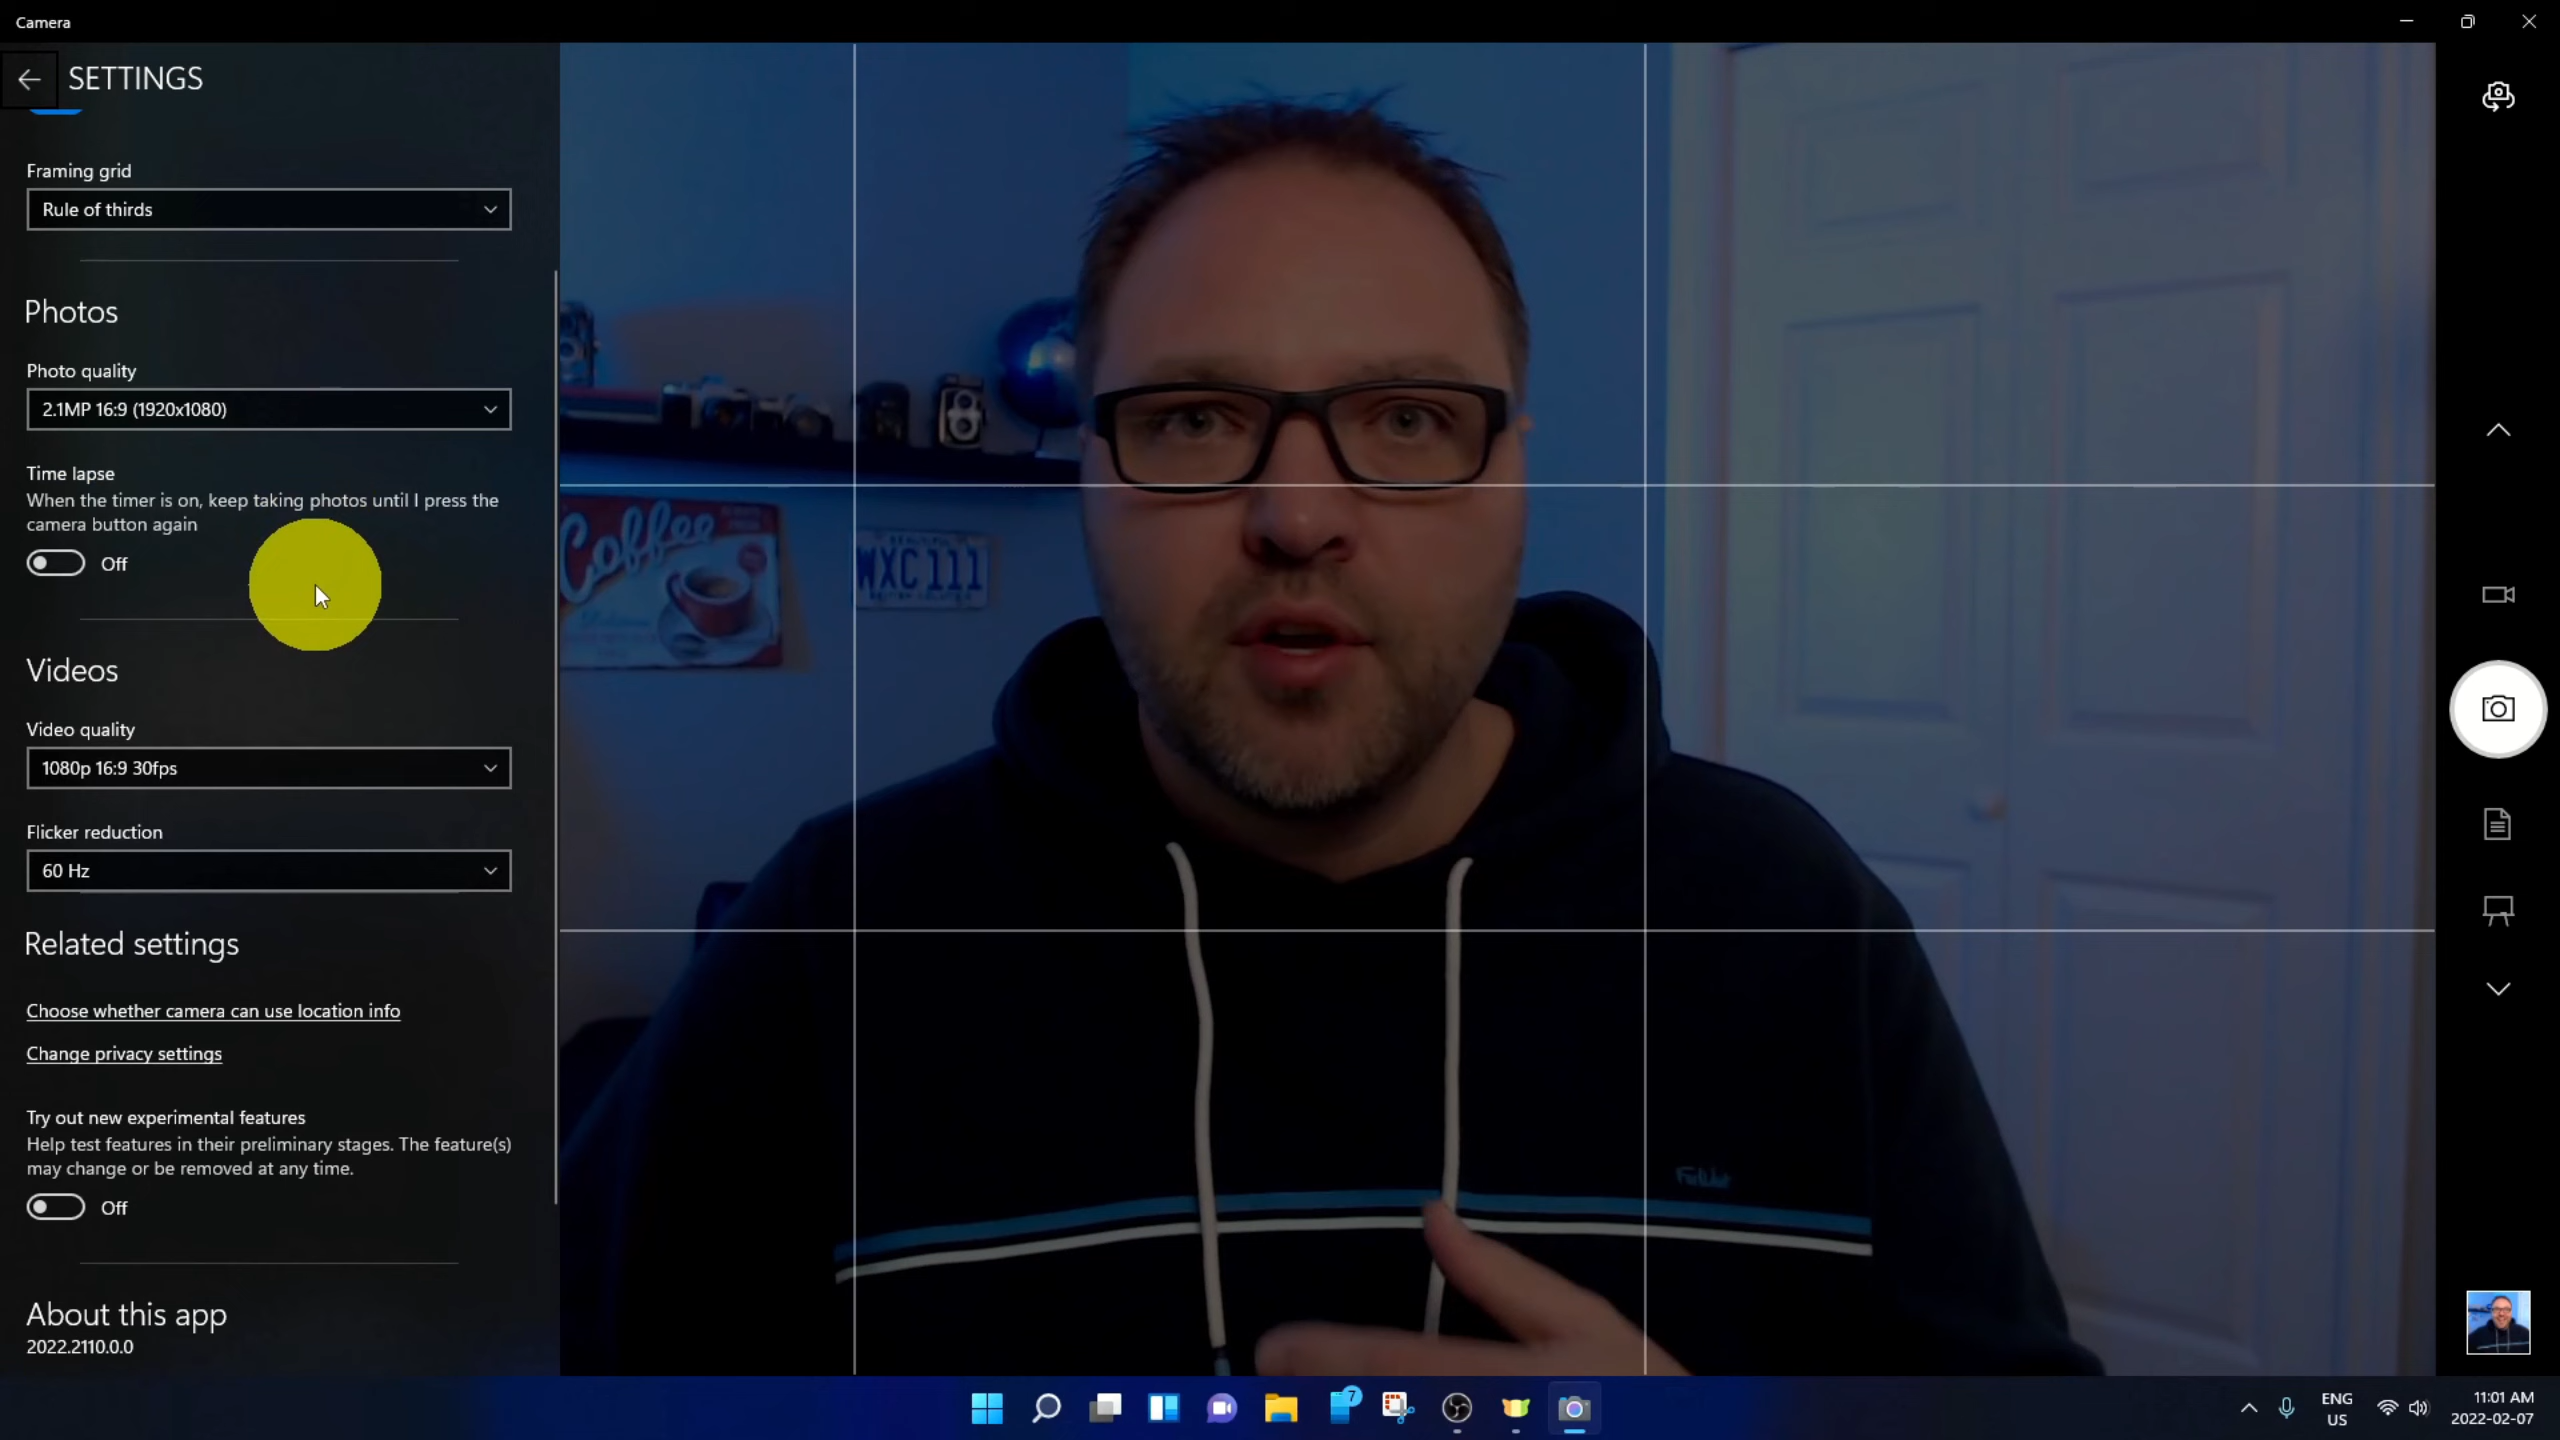 Camera
SETTINGS
Framing grid
Rule of thirds
Photos
Photo quality
2.1MP 16:9 (1920x1080)
Time lapse
When the timer is on, keep taking photos until I press the
camera button again
Off
Videos
Video quality
1080p 16:9 30fps
Flicker reduction
60 Hz
Related settings
Choose whether camera can use location info
Change privacy settings
Try out new experimental features
Help test features in their preliminary stages. The feature(s)
may change or be removed at any time.
Off
About this app
2022.2110.0.0
Coffee
WXC111
7
ENG
US
11:01 AM
2022-02-07